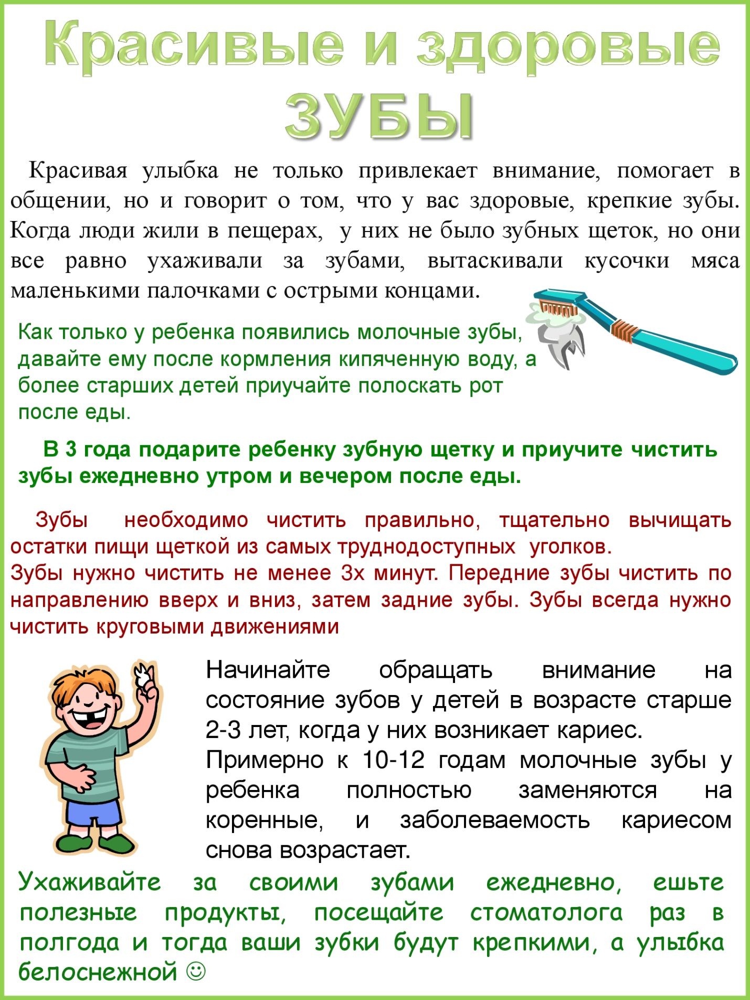 Красивые и здоровые
ЗУБЫ
Красивая улыбка не только привлекает внимание, помогает в
общении, но и говорит о том, что у вас здоровые, крепкие зубы.
Когда люди жили в пещерах, у них не было зубных щеток, но они
все равно ухаживали за зубами, вытаскивали кусочки мяса
маленькими палочками с острыми концами.
Как только у ребенка появились молочные зубы,
давайте ему после кормления кипяченную воду, а
более старших детей приучайте полоскать рот
после еды.
В 3 года подарите ребенку зубную щетку и приучите чистить
зубы ежедневно утром и вечером после еды.
Зубы необходимо чистить правильно, тщательно вычищать
остатки пищи щеткой из самых труднодоступных уголков.
Зубы нужно чистить не менее 3х минут. Передние зубы чистить по
направлению вверх и вниз, затем задние зубы. Зубы всегда нужно
чистить круговыми движениями
Начинайте обращать внимание на
состояние зубов у детей в возрасте старше
2-3 лет, когда у них возникает кариес.
Примерно к 10-12 годам молочные зубы у
ребенка полностью заменяются на
коренные, и заболеваемость кариесом
снова возрастает.
Ухаживайте за своими зубами ежедневно, ешьте
полезные продукты, посещайте стоматолога раз в
полгода и тогда ваши зубки будут крепкими, а улыбка
белоснежной ☺